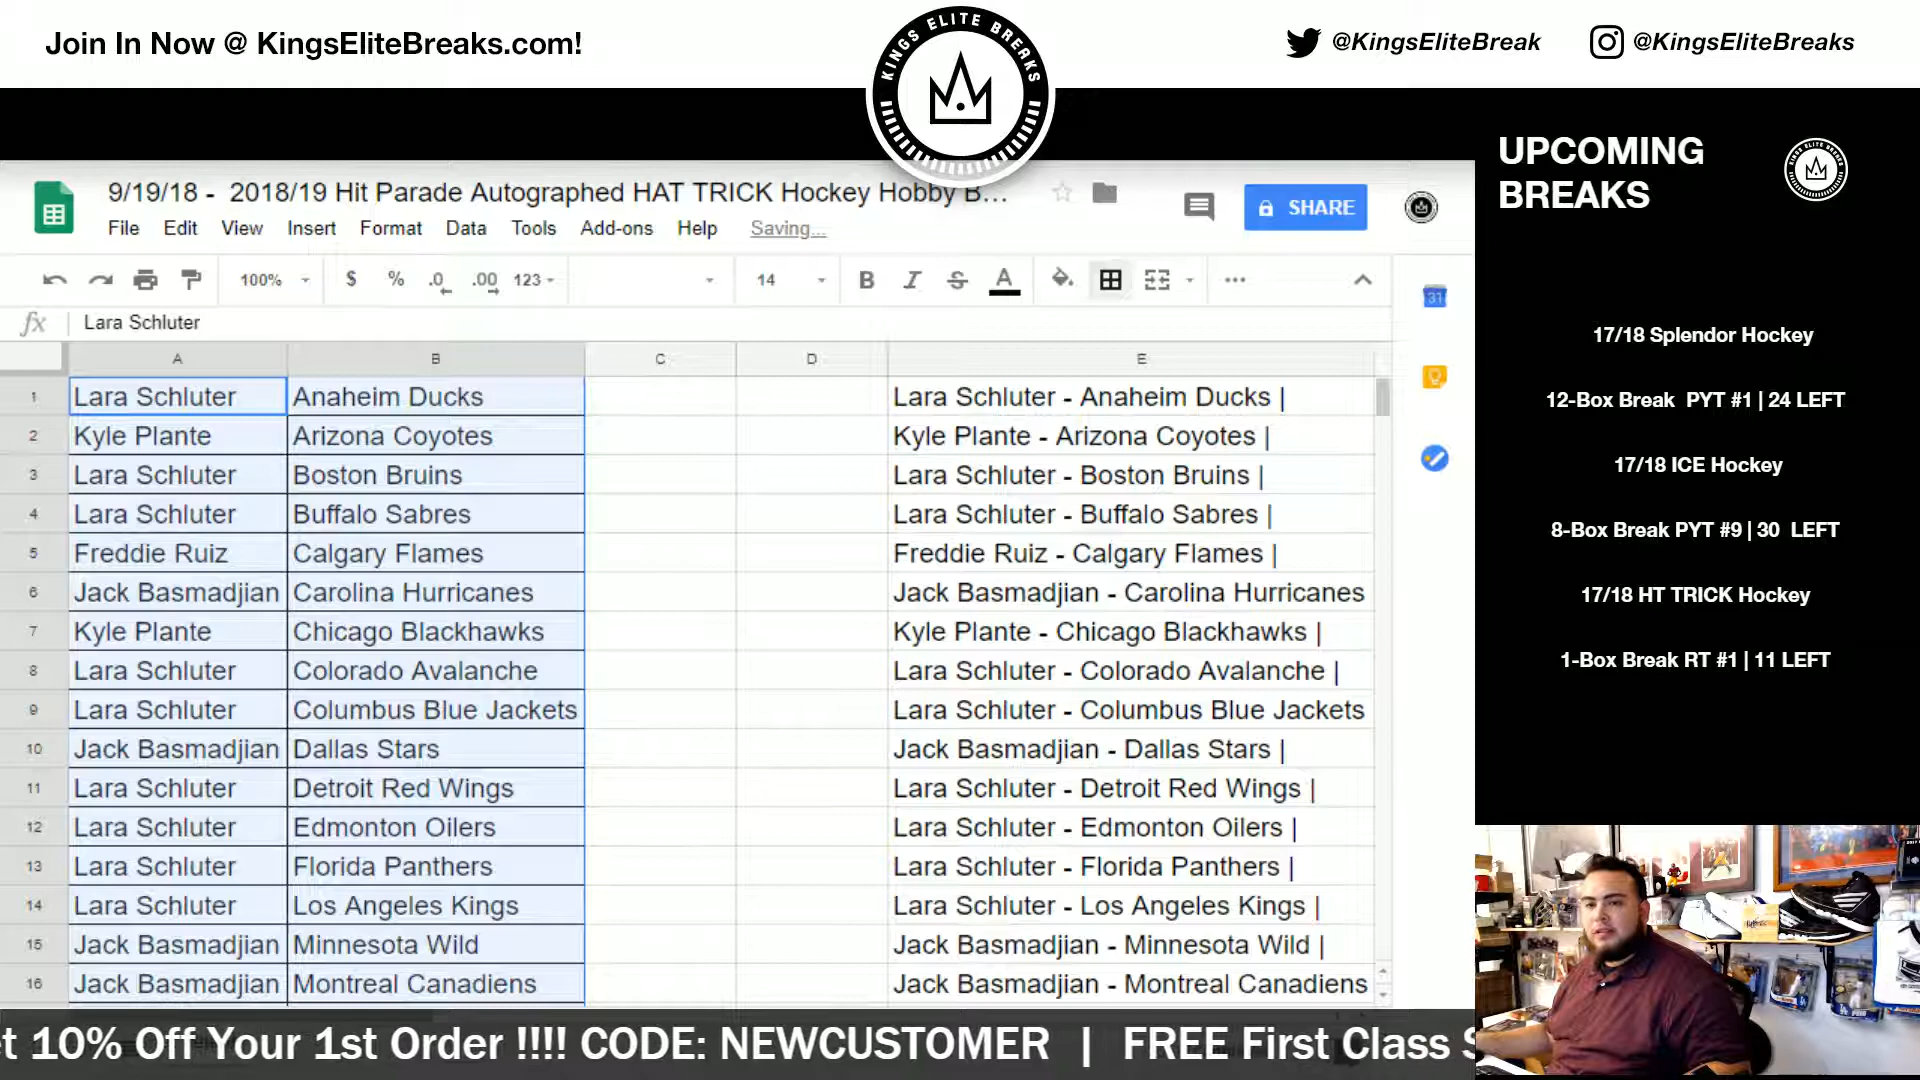 Join In Now @ KingsEliteBreaks.com!
KINGS ELITE BREAKS
@KingsEliteBreak
@KingsEliteBreaks
UPCOMING
BREAKS
17/18 Splendor Hockey
12-Box Break PYT #1 | 24 LEFT
17/18 ICE Hockey
8-Box Break PYT #9 | 30 LEFT
17/18 HT TRICK Hockey
1-Box Break RT #1 | 11 LEFT
9/19/18 - 2018/19 Hit Parade Autographed HAT TRICK Hockey Hobby B...
SHARE
File Edit View Insert Format Data Tools Add-ons Help Saving...
100% $ % .0 .00 123 14 B I S A ...
31
fx Lara Schluter
A B C D E
1 Lara Schluter Anaheim Ducks Lara Schluter - Anaheim Ducks |
2 Kyle Plante Arizona Coyotes Kyle Plante - Arizona Coyotes |
3 Lara Schluter Boston Bruins Lara Schluter - Boston Bruins |
4 Lara Schluter Buffalo Sabres Lara Schluter - Buffalo Sabres |
5 Freddie Ruiz Calgary Flames Freddie Ruiz - Calgary Flames |
6 Jack Basmadjian Carolina Hurricanes Jack Basmadjian - Carolina Hurricanes
7 Kyle Plante Chicago Blackhawks Kyle Plante - Chicago Blackhawks |
8 Lara Schluter Colorado Avalanche Lara Schluter - Colorado Avalanche |
9 Lara Schluter Columbus Blue Jackets Lara Schluter - Columbus Blue Jackets
10 Jack Basmadjian Dallas Stars Jack Basmadjian - Dallas Stars |
11 Lara Schluter Detroit Red Wings Lara Schluter - Detroit Red Wings |
12 Lara Schluter Edmonton Oilers Lara Schluter - Edmonton Oilers |
13 Lara Schluter Florida Panthers Lara Schluter - Florida Panthers |
14 Lara Schluter Los Angeles Kings Lara Schluter - Los Angeles Kings |
15 Jack Basmadjian Minnesota Wild Jack Basmadjian - Minnesota Wild |
16 Jack Basmadjian Montreal Canadiens Jack Basmadjian - Montreal Canadiens
t 10% Off Your 1st Order !!!! CODE: NEWCUSTOMER | FREE First Class S